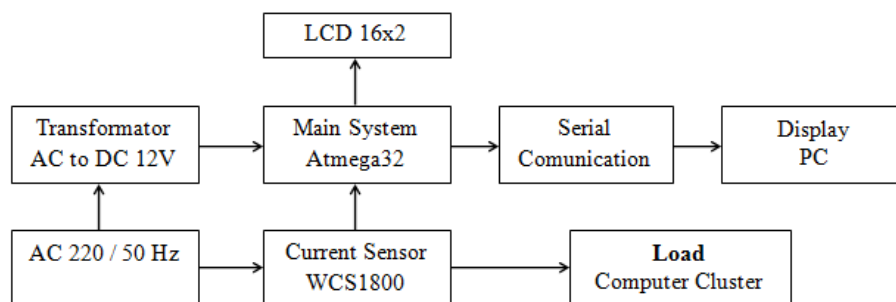 LCD 16x2
Transformator
AC to DC 12V
Main System
Atmega32
Serial
Comunication
Display
PC
AC 220 / 50 Hz
Current Sensor
WCS1800
Load
Computer Cluster